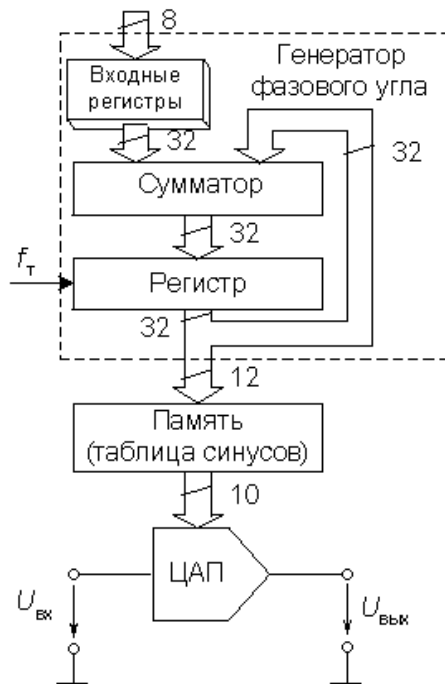 8
Генератор
фазового угла
Входные
регистры
32
32
Сумматор
32
fт
Регистр
32
12
Память
(таблица синусов)
10
ЦАП
Uвх
Uвых